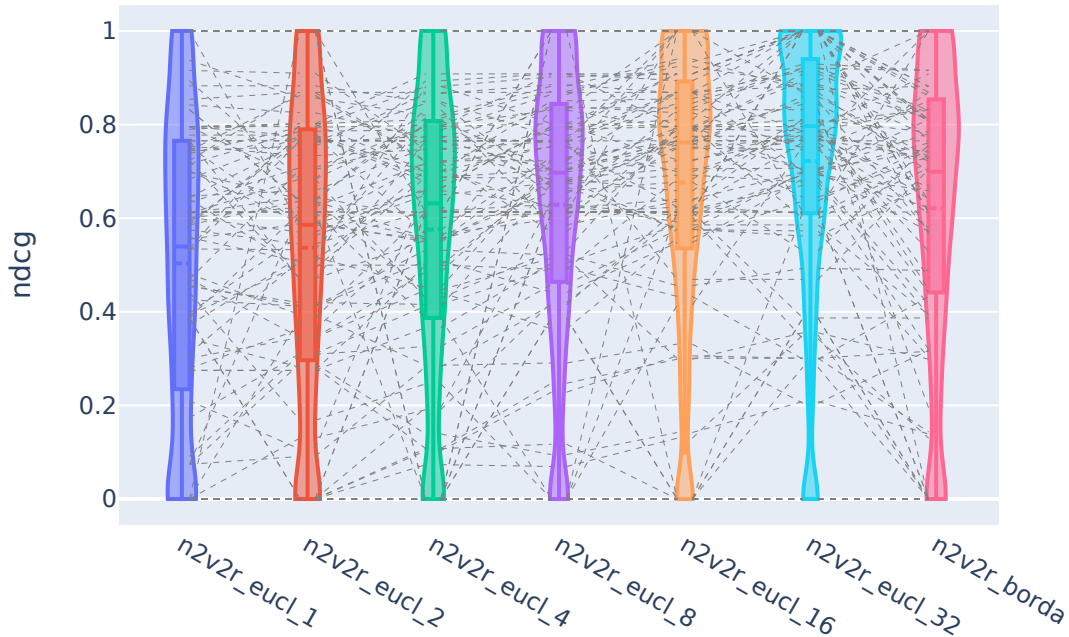 ndcg
1
0.8
0.6
0.4
0.2
0
n2v2r_eucl_1
n2v2r_eucl_2
n2v2r_eucl_4
n2v2r_eucl_8
n2v2r_eucl_16
n2v2r_eucl_32
n2v2r_borda